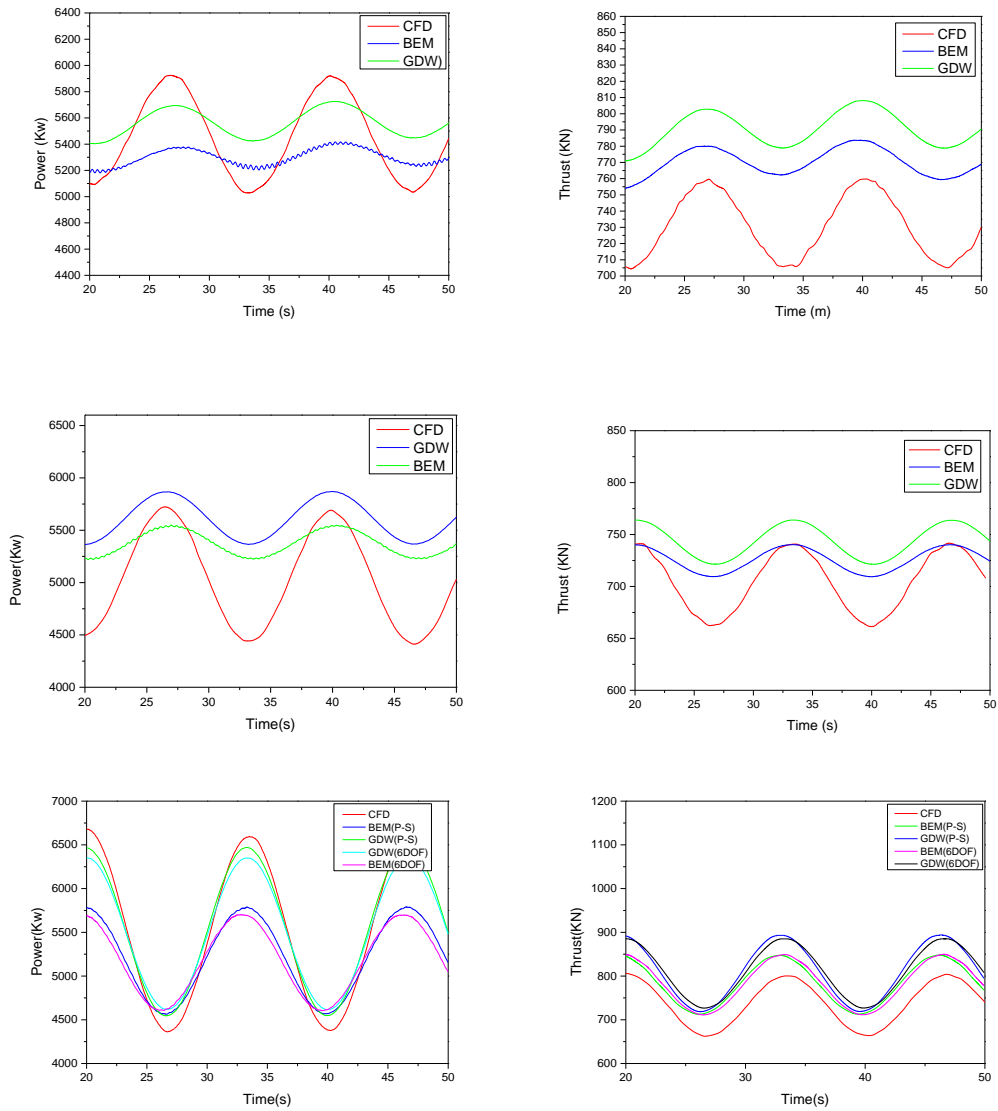 6400
6200
6000
5800
5600
5400
5200
5000
4800
4600
4400
Power (Kw)
CFD
BEM
GDW)
20 25 30 35 40 45 50
Time (s)
860
850
840
830
820
810
800
790
780
770
760
750
740
730
720
710
700
Thrust (KN)
CFD
BEM
GDW
20 25 30 35 40 45 50
Time (m)
6500
6000
5500
5000
4500
4000
Power(Kw)
CFD
GDW
BEM
20 25 30 35 40 45 50
Time(s)
850
800
750
700
650
600
Thrust (KN)
CFD
BEM
GDW
20 25 30 35 40 45 50
Time (s)
7000
6500
6000
5500
5000
4500
4000
Power(Kw)
CFD
BEM(P-S)
GDW(P-S)
GDW(6DOF)
BEM(6DOF)
20 25 30 35 40 45 50
Time(s)
1200
1100
1000
900
800
700
600
Thrust(KN)
CFD
BEM(P-S)
GDW(P-S)
BEM(6DOF)
GDW(6DOF)
20 25 30 35 40 45 50
Time(s)